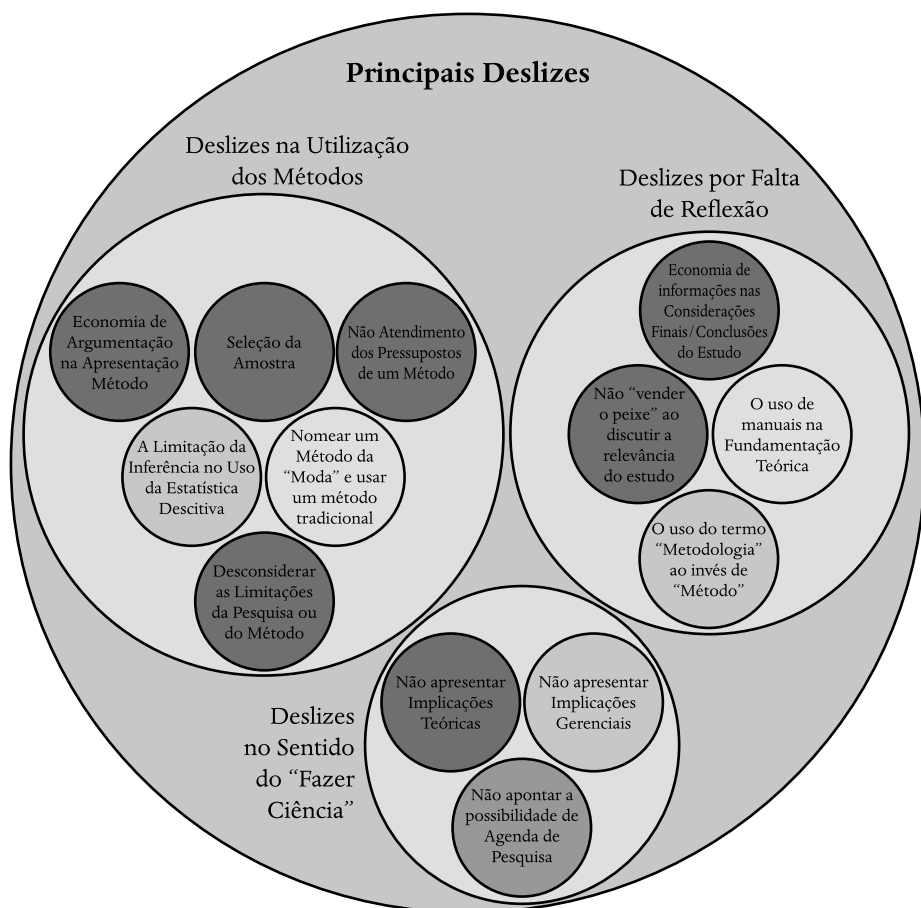 Principais Deslizes
Deslizes na Utilização
dos Métodos
Economia de
Argumentação
na Apresentação
Método
Seleção da
Amostra
Não Atendimento
dos Pressupostos
de um Método
A Limitação da
Inferência no Uso
da Estatística
Descitiva
Nomear um
Método da
“Moda” e usar
um método
tradicional
Desconsiderar
as Limitações
da Pesquisa ou
do Método
Deslizes por Falta
de Reflexão
Economia de
informações nas
Considerações
Finais/Conclusões
do Estudo
Não “vender
o peixe” ao
discutir a
relevância
do estudo
O uso de
manuais na
Fundamentação
Teórica
O uso do termo
“Metodologia”
ao invés de
“Método”
Deslizes
no Sentido
do “Fazer
Ciência”
Não apresentar
Implicações
Teóricas
Não apresentar
Implicações
Gerenciais
Não apontar a
possibilidade de
Agenda de
Pesquisa